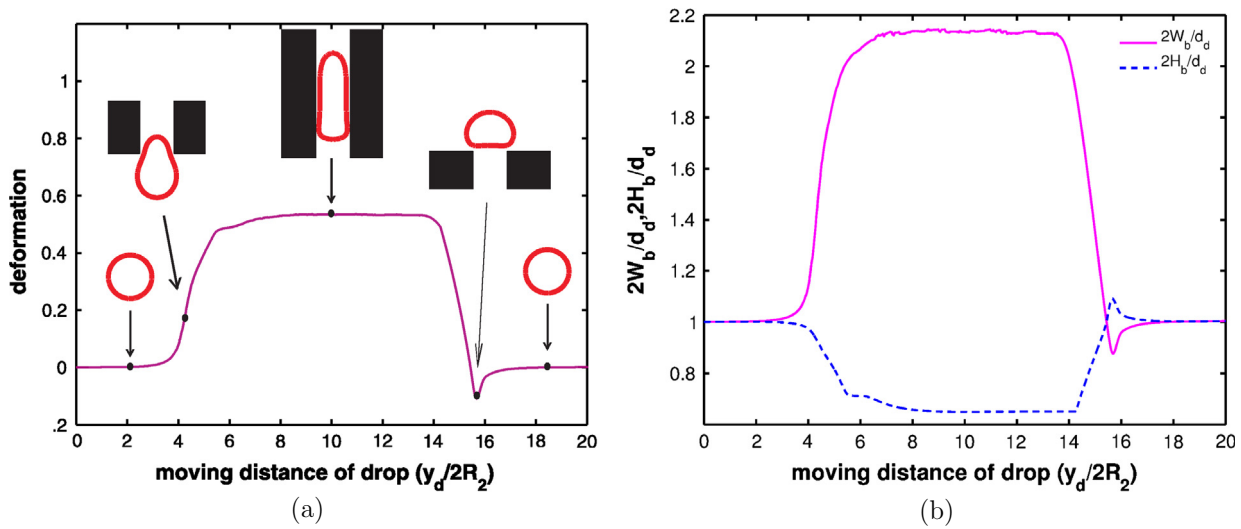 1
0.8
0.6
0.4
0.2
0
.2
deformation
0 2 4 6 8 10 12 14 16 18 20
moving distance of drop (y_d/2R_2)
(a)
2.2
2
1.8
1.6
1.4
1.2
1
0.8
2W_b/d_d,2H_b/d_d
2W_b/d_d
2H_b/d_d
0 2 4 6 8 10 12 14 16 18 20
moving distance of drop (y_d/2R_2)
(b)